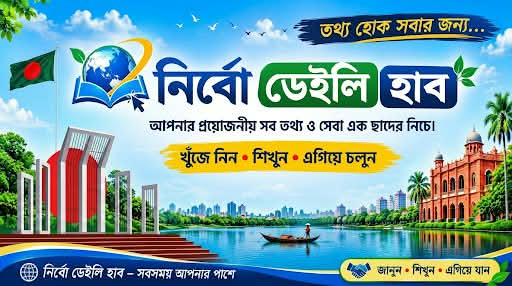 তথ্য হোক সবার জন্য...
নির্বো ডেইলি হাব
আপনার প্রয়োজনীয় সব তথ্য ও সেবা এক ছাদের নিচে।
খুঁজে নিন • শিখুন • এগিয়ে চলুন
নির্বো ডেইলি হাব – সবসময় আপনার পাশে
জানুন • শিখুন • এগিয়ে যান